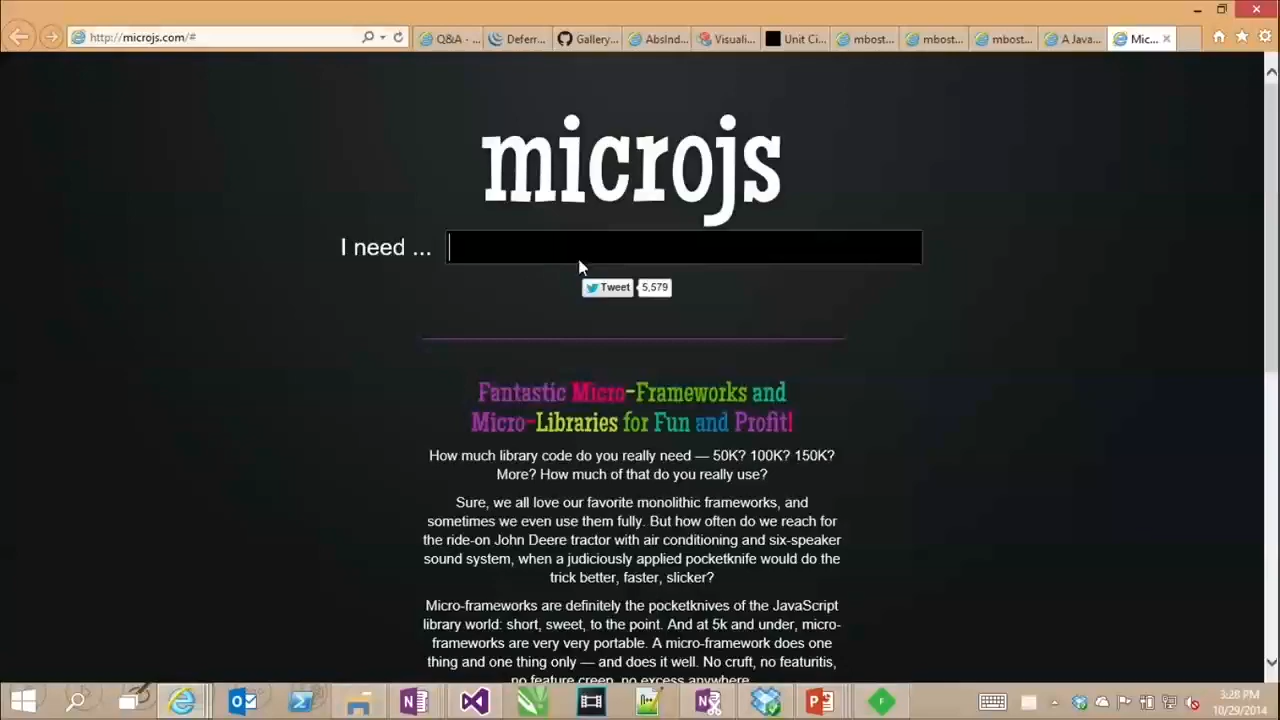 http://microjs.com/#
Q&A - ...
Deferr...
Gallery...
AbsInd...
Visuali...
Unit Ci...
mbost...
mbost...
mbost...
A Java...
Mic...
microjs
I need ...
Tweet
5,579
Fantastic Micro-Frameworks and
Micro-Libraries for Fun and Profit!
How much library code do you really need — 50K? 100K? 150K?
More? How much of that do you really use?
Sure, we all love our favorite monolithic frameworks, and
sometimes we even use them fully. But how often do we reach for
the ride-on John Deere tractor with air conditioning and six-speaker
sound system, when a judiciously applied pocketknife would do the
trick better, faster, slicker?
Micro-frameworks are definitely the pocketknives of the JavaScript
library world: short, sweet, to the point. And at 5k and under, micro-
frameworks are very very portable. A micro-framework does one
thing and one thing only — and does it well. No cruft, no featuritis,
no feature creep, no excess anywhere.
3:28 PM
10/29/2014